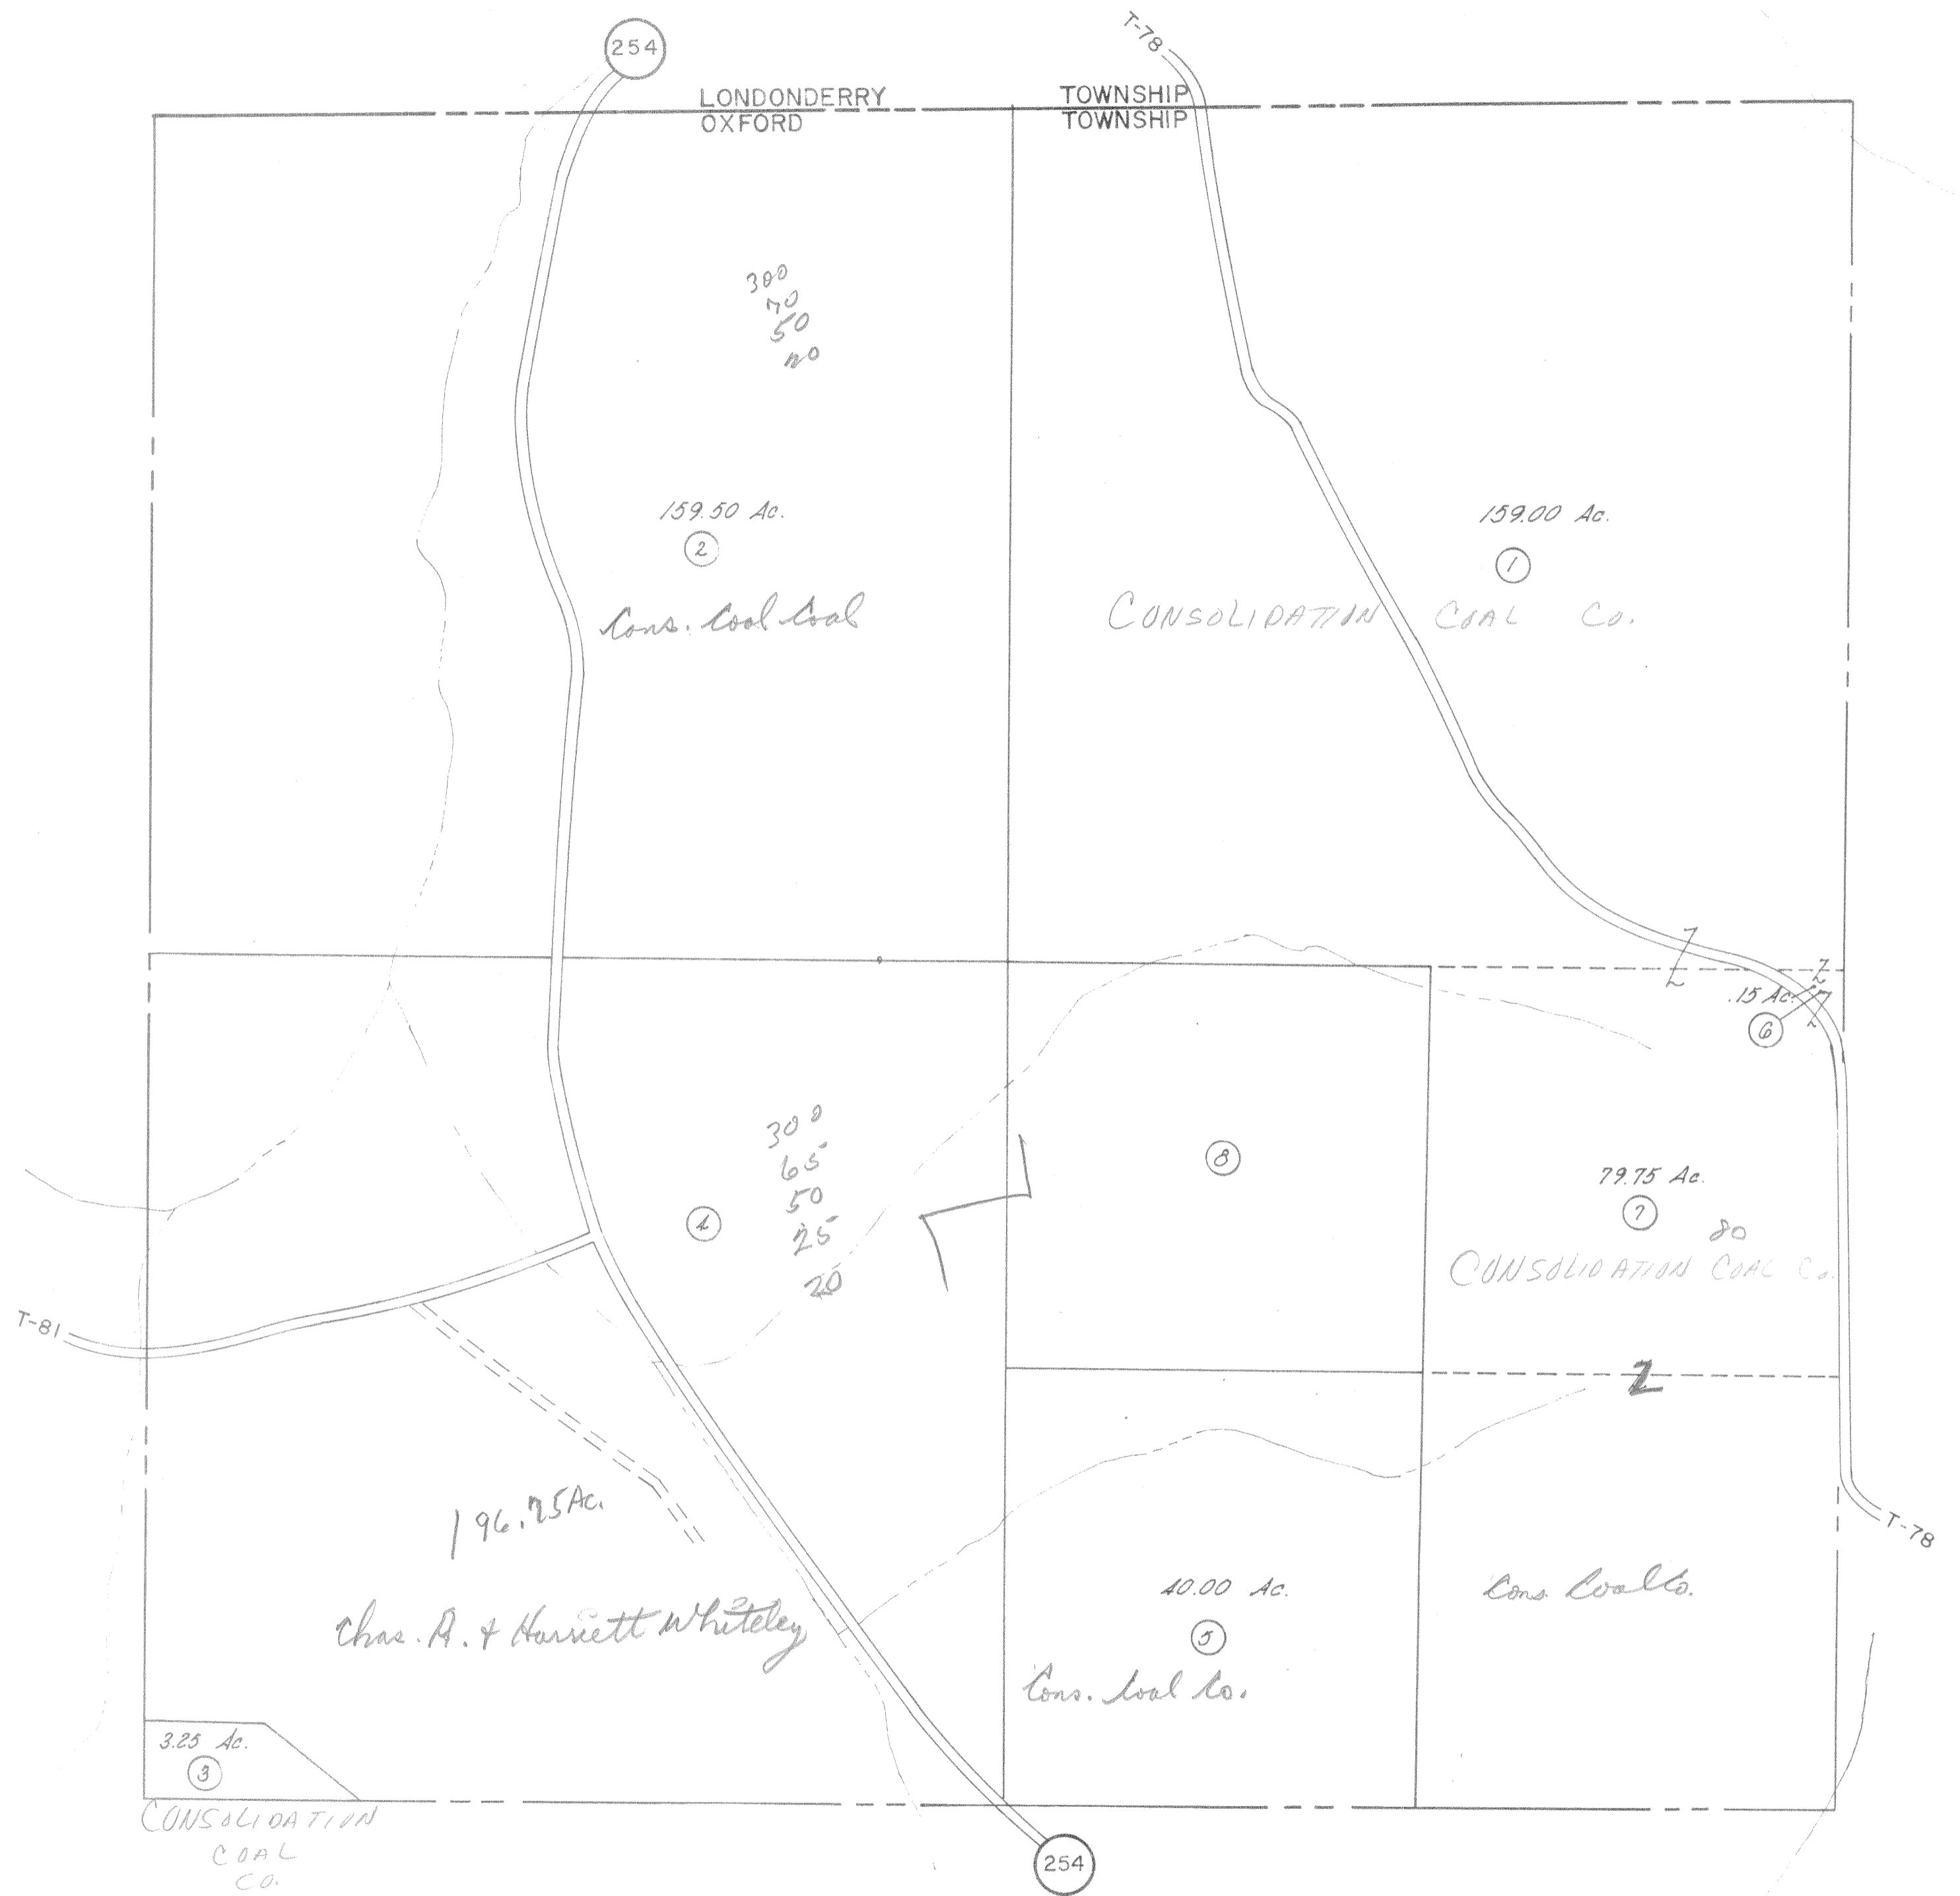 254
T-78
LONDONDERRY TOWNSHIP
OXFORD TOWNSHIP
300
70
50
20
159.50 Ac.
2
Cons. Coal Coal
159.00 Ac.
1
CONSOLIDATION COAL CO.
.15 Ac.
6
300
65
50
25
20
4
8
79.75 Ac.
7
80
CONSOLIDATION COAL Co.
T-81
196.75 Ac.
Chas. A. & Harriett Whiteley
40.00 Ac.
5
Cons. Coal Co.
Cons. Coal Co.
T-78
3.25 Ac.
3
CONSOLIDATION
COAL
CO.
254